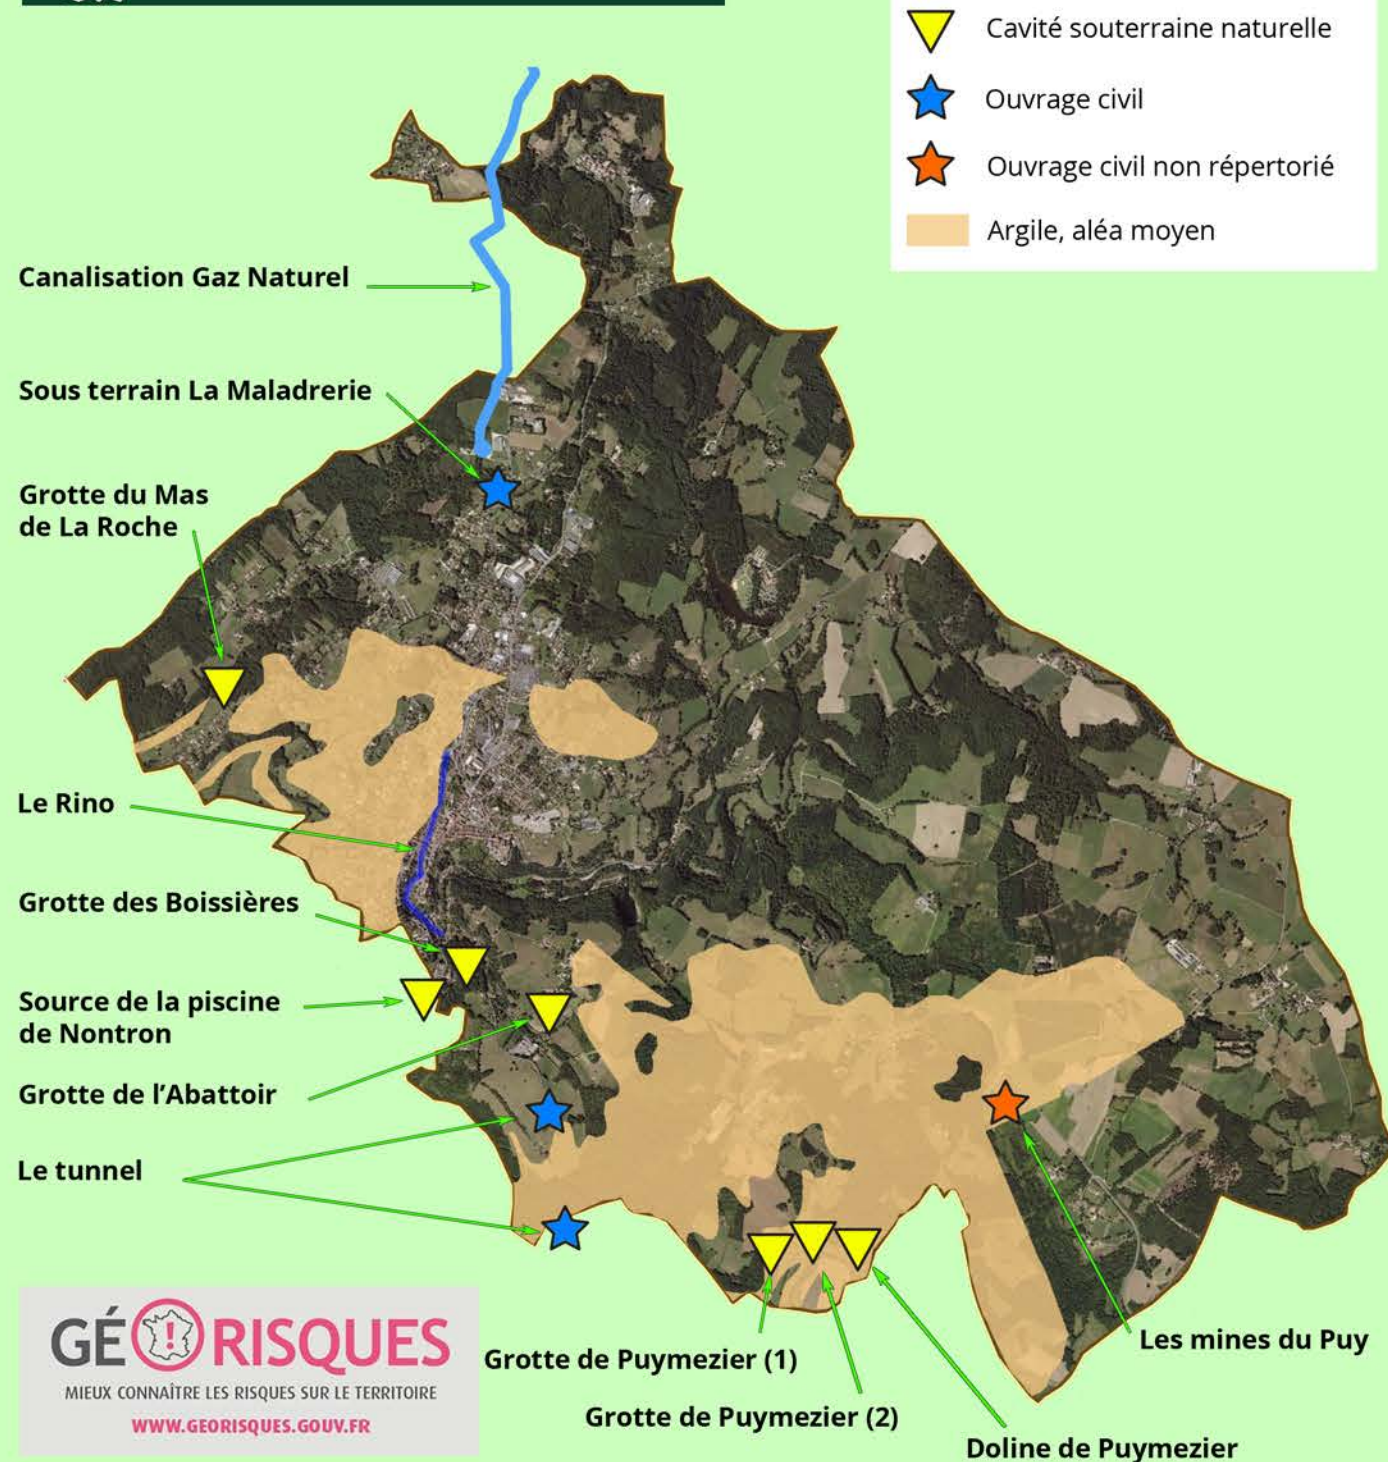 Cavité souterraine naturelle
Ouvrage civil
Ouvrage civil non répertorié
Argile, aléa moyen
Canalisation Gaz Naturel
Sous terrain La Maladrerie
Grotte du Mas
de La Roche
Le Rino
Grotte des Boissières
Source de la piscine
de Nontron
Grotte de l’Abattoir
Le tunnel
GÉ!RISQUES
MIEUX CONNAÎTRE LES RISQUES SUR LE TERRITOIRE
WWW.GEORISQUES.GOUV.FR
Grotte de Puymezier (1)
Grotte de Puymezier (2)
Doline de Puymezier
Les mines du Puy